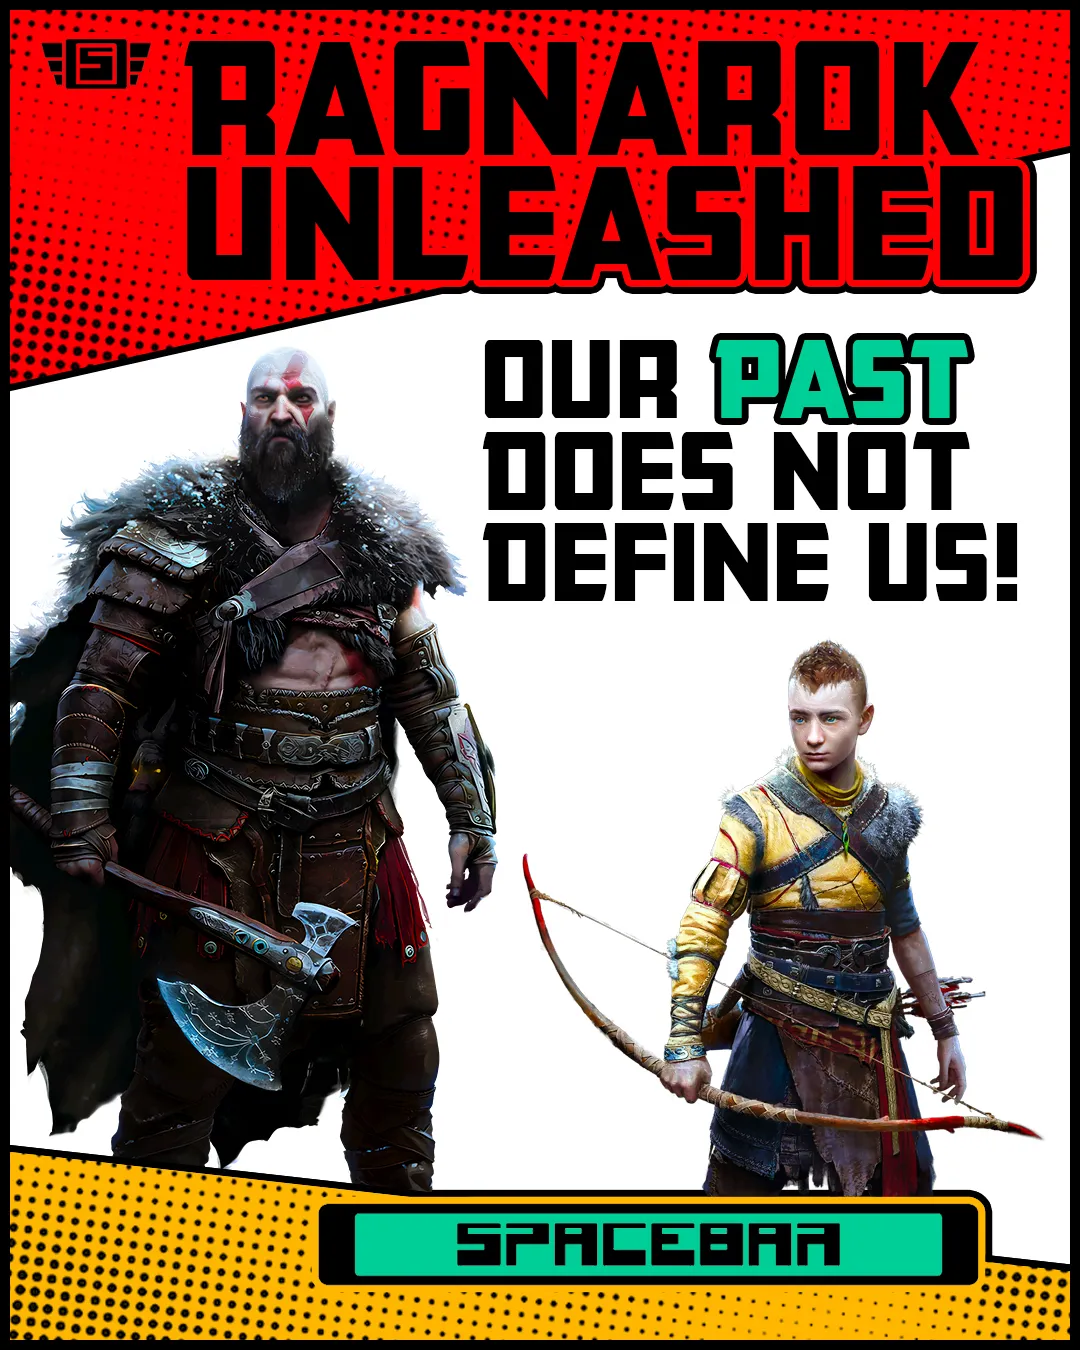 RAGNAROK
UNLEASHED
OUR PAST
DOES NOT
DEFINE US!
SPACEBAR